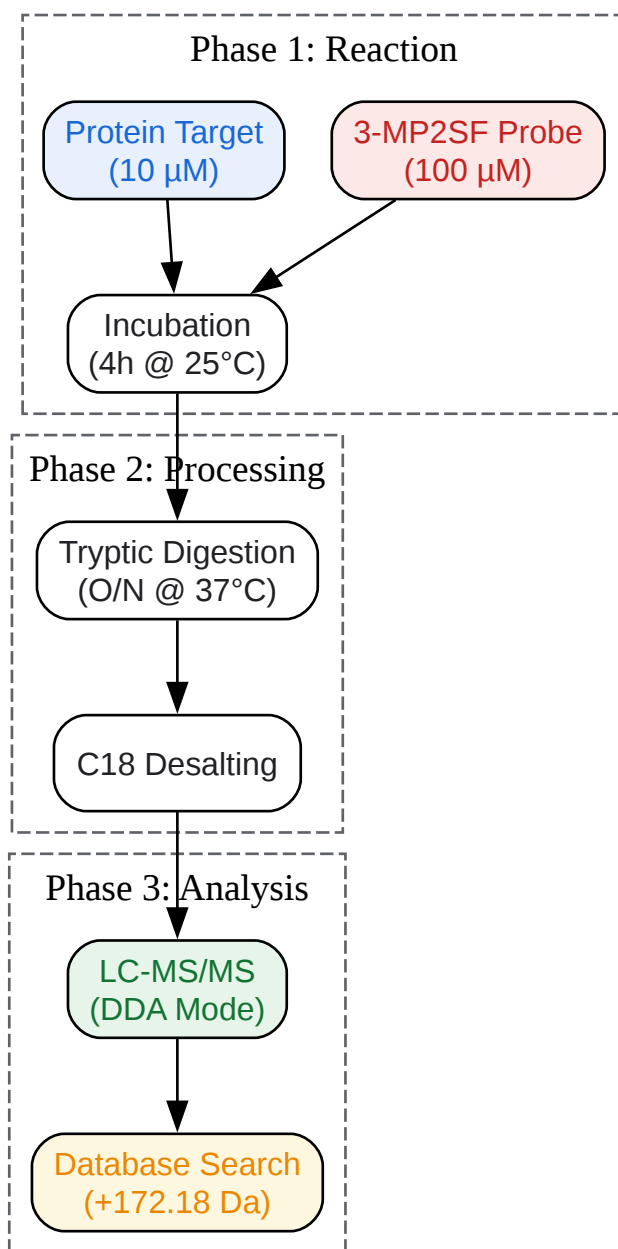 Phase 1: Reaction
Protein Target
(10 µM)
3-MP2SF Probe
(100 µM)
Incubation
(4h @ 25°C)
Phase 2: Processing
Tryptic Digestion
(O/N @ 37°C)
C18 Desalting
Phase 3: Analysis
LC-MS/MS
(DDA Mode)
Database Search
(+172.18 Da)